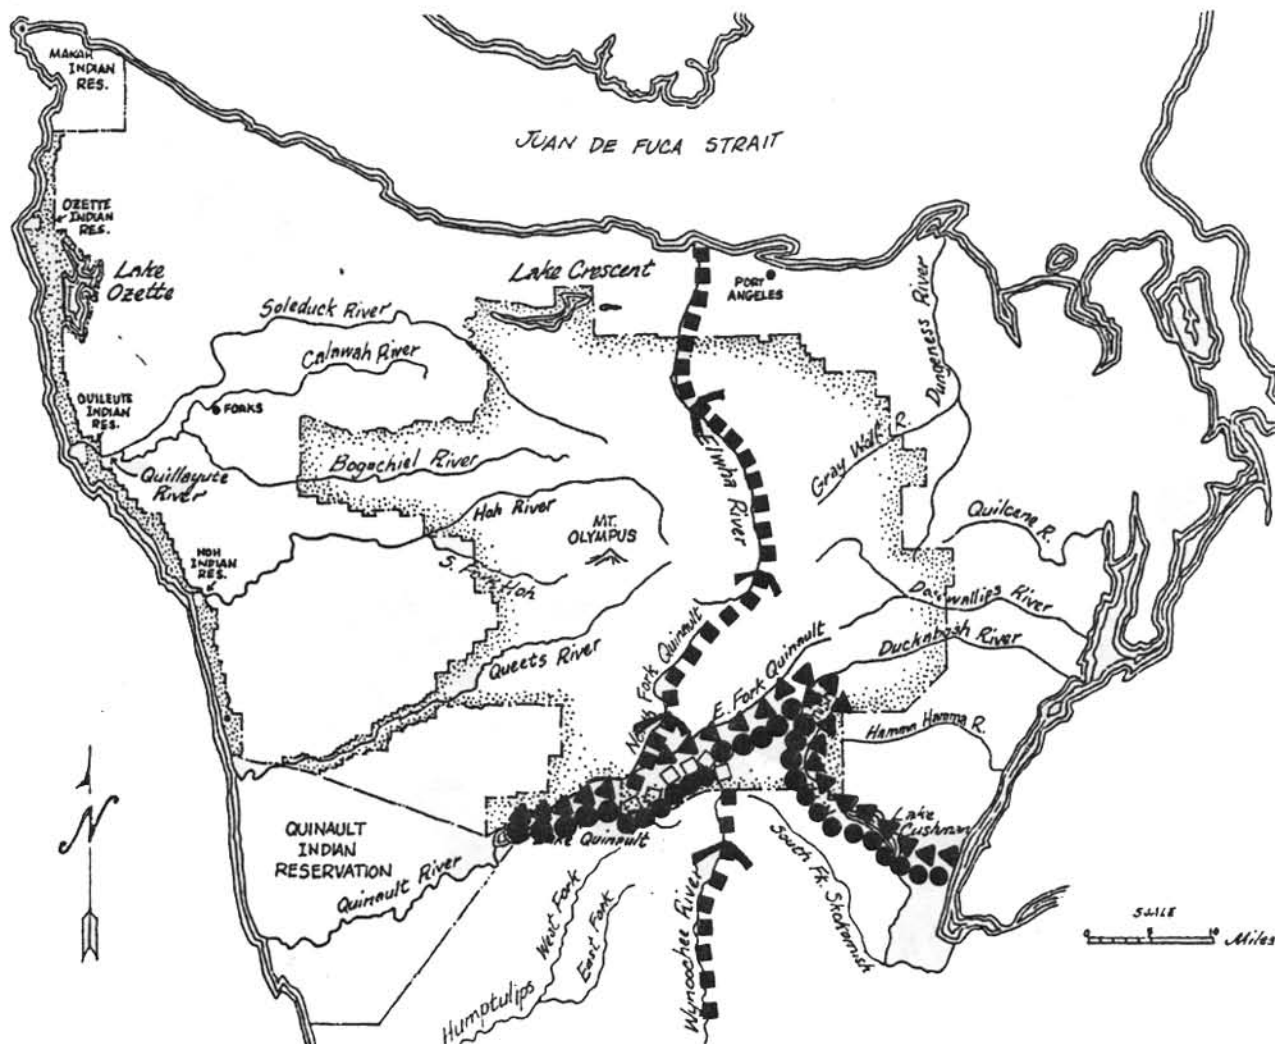 MAKAH
INDIAN
RES.
JUAN DE FUCA STRAIT
OZETTE
INDIAN
RES.
Lake
Ozette
Lake Crescent
PORT
ANGELES
Soleduck River
Calawah River
Dungeness River
QUILEUTE
INDIAN
RES.
FORKS
Elwha River
Gray Wolf R.
Quillayute
River
Bogachiel River
Hoh River
MT.
OLYMPUS
Quilcene R.
HOH
INDIAN
RES.
S. Fork Hoh
Dosewallips River
Duckabush River
Queets River
North Fork Quinault
E. Fork Quinault
Hamma Hamma R.
N
QUINAULT
INDIAN
RESERVATION
Lake Quinault
Lake
Cushman
Quinault River
West Fork
East Fork
Humptulips
Wynoochee River
South Fk. Skokomish
SCALE
0 5 10
Miles